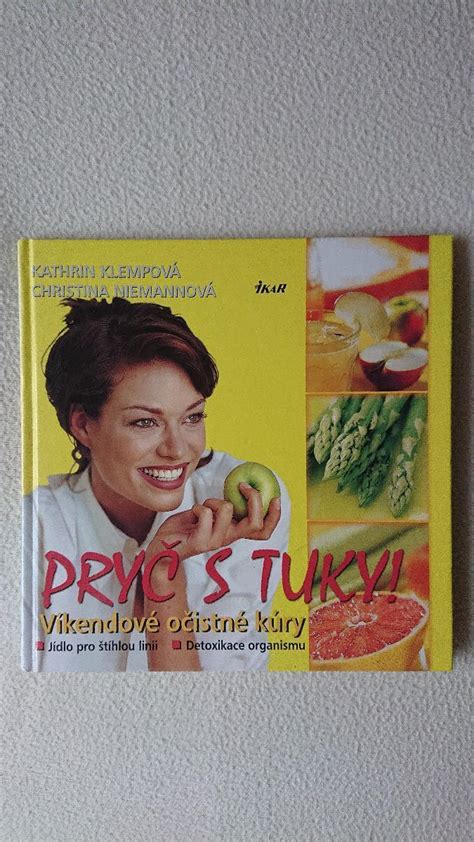 KATHRIN KLEMPOVÁ
CHRISTINA NIEMANNOVÁ
IKAR
PRYČ S TUKY!
Víkendové očistné kúry
Jídlo pro štíhlou linii
Detoxikace organismu